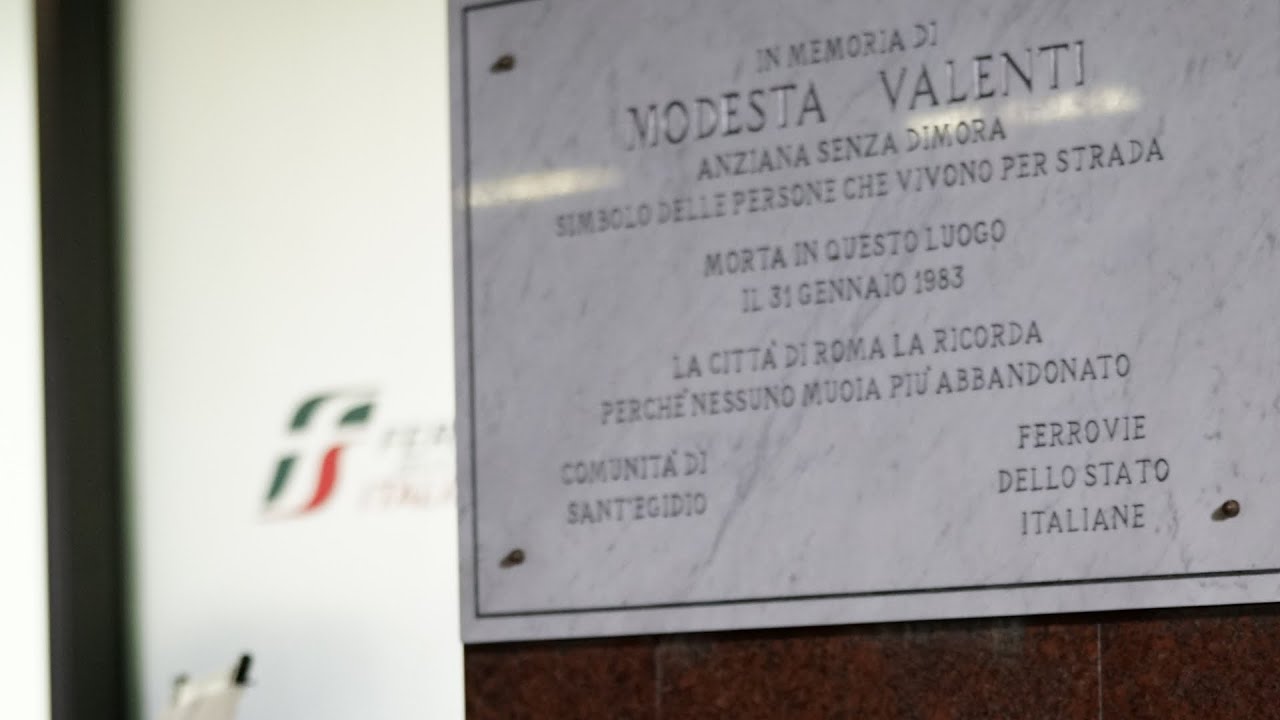 IN MEMORIA DI
MODESTA VALENTI
ANZIANA SENZA DIMORA
SIMBOLO DELLE PERSONE CHE VIVONO PER STRADA
MORTA IN QUESTO LUOGO
IL 31 GENNAIO 1983
LA CITTÀ DI ROMA LA RICORDA
PERCHÉ NESSUNO MUOIA PIÙ ABBANDONATO
COMUNITÀ DI
SANT'EGIDIO
FERROVIE
DELLO STATO
ITALIANE